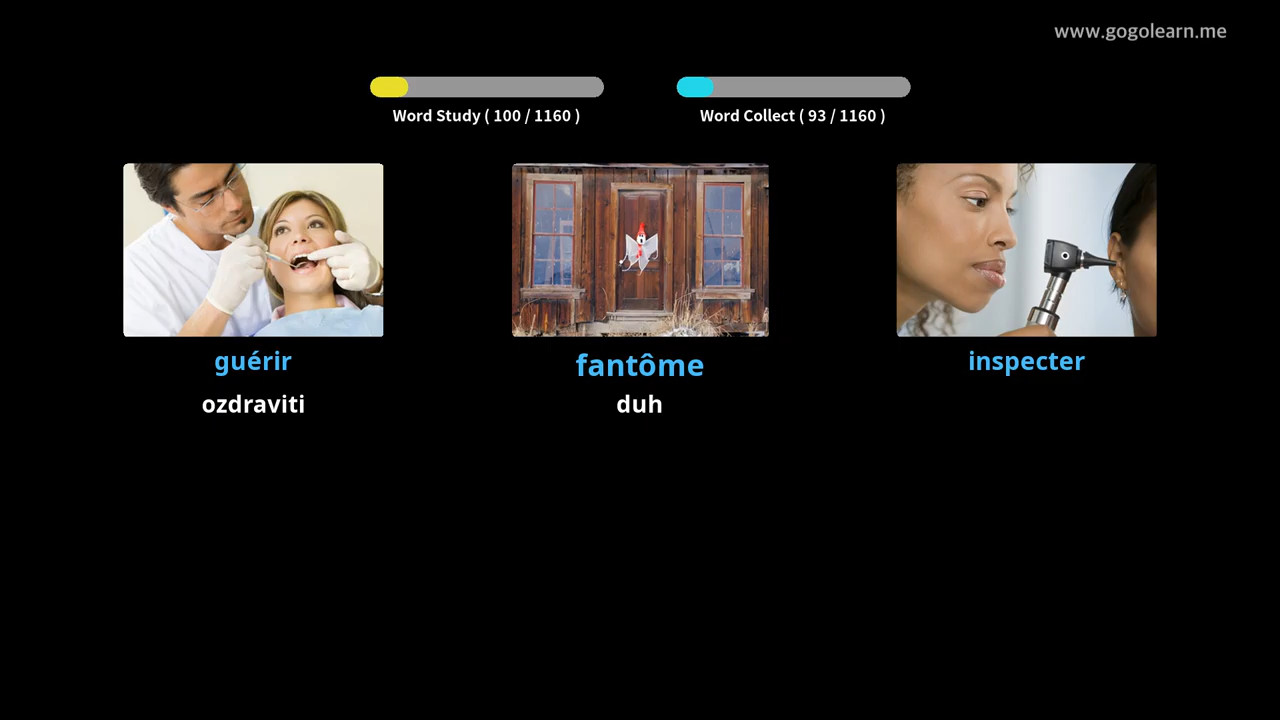 www.gogolearn.me
Word Study ( 100 / 1160 )
Word Collect ( 93 / 1160 )
guérir
fantôme
inspecter
ozdraviti
duh